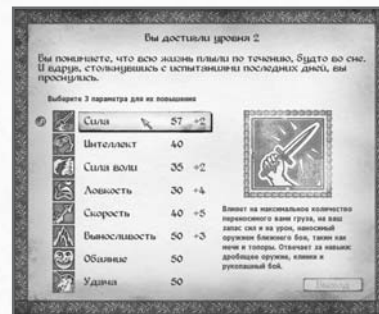 Вы достигли уровня 2
Вы понимаете, что всю жизнь плыли по течению, будто во сне.
И вдруг, столкнувшись с испытаниями последних дней, вы
проснулись.
Выберите 3 параметра для их повышения
Сила 57 +2
Интеллект 40
Сила воли 35 +2
Ловкость 30 +4
Скорость 40 +5
Выносливость 50 +3
Обаяние 50
Удача 50
Влияет на максимальное количество
переносимого вами груза, на ваш
запас сил и на урон, наносимый
оружием ближнего боя, таким как
мечи и топоры. Отвечает за навыки:
дробящее оружие, клинки и
рукопашный бой.
Выход